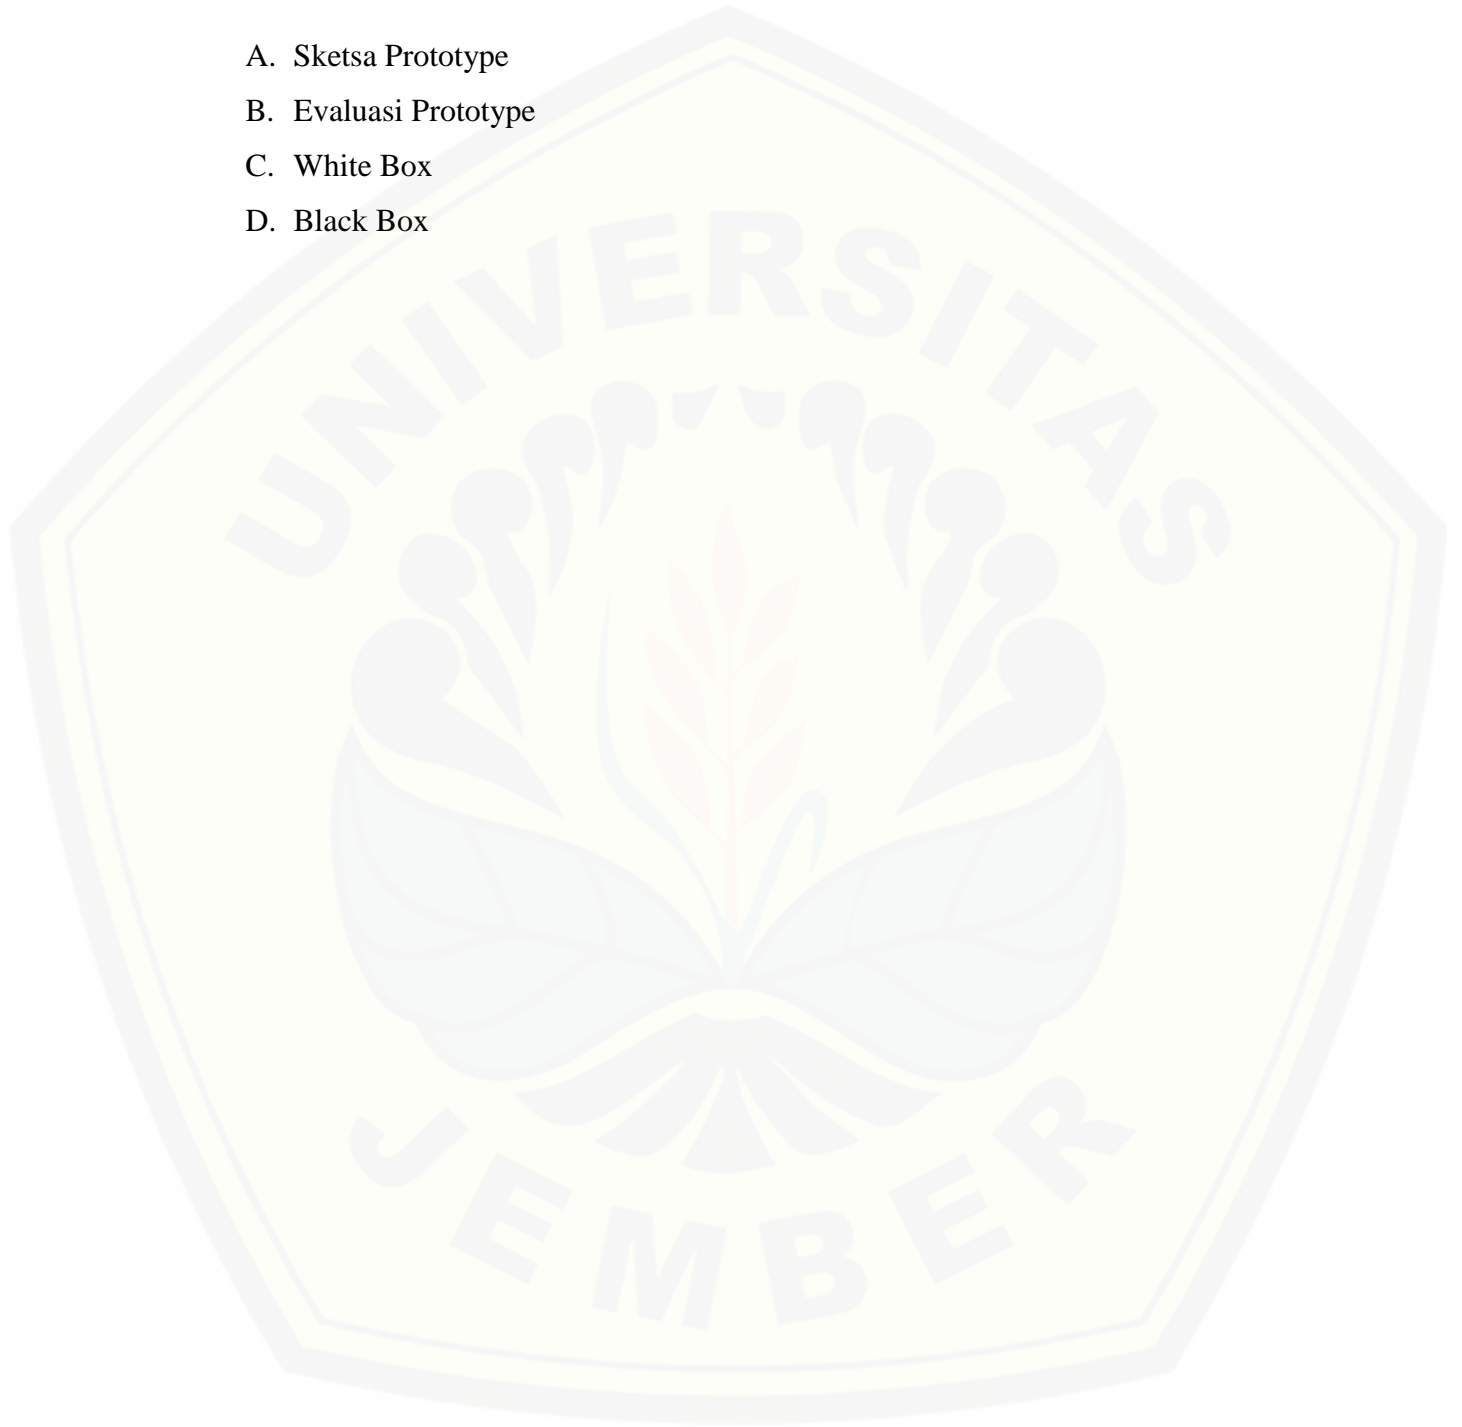 A. Sketsa Prototype
B. Evaluasi Prototype
C. White Box
D. Black Box
UNIVERSITAS
JEMBER